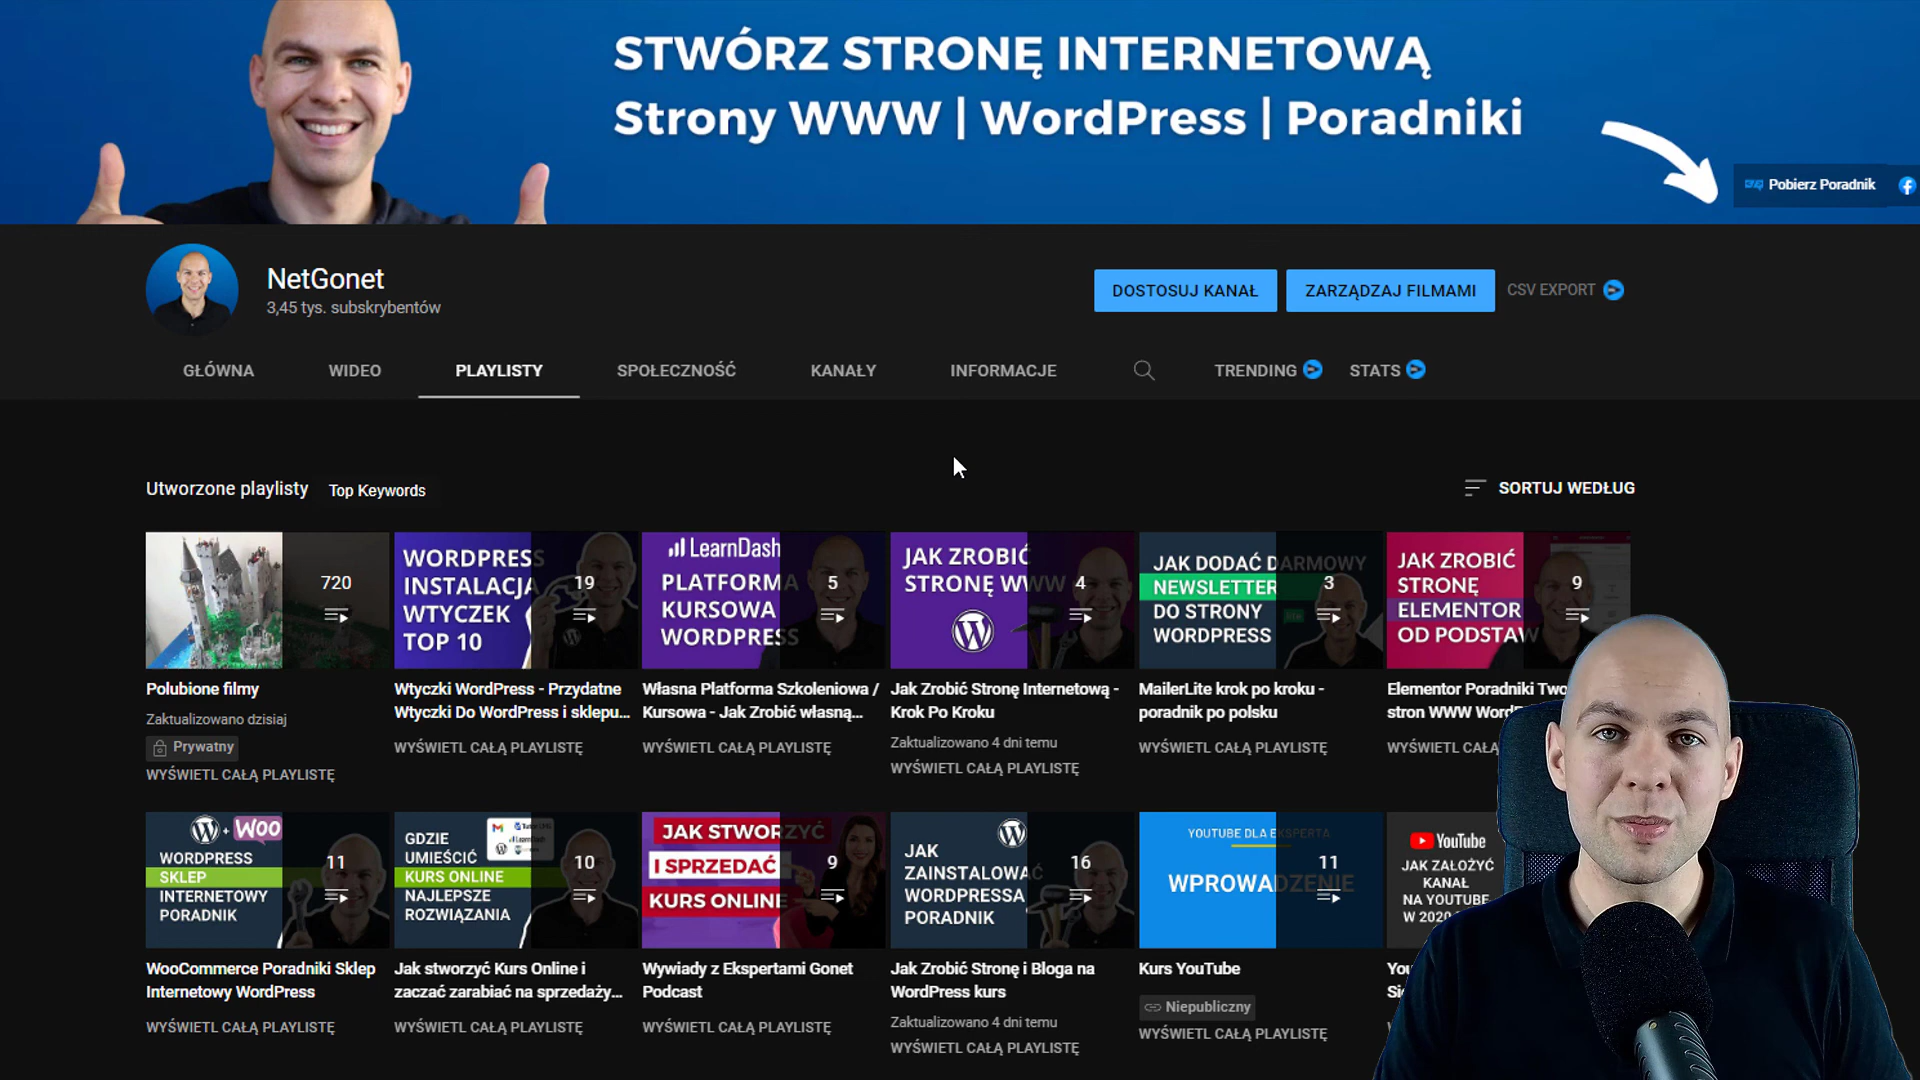 STWÓRZ STRONĘ INTERNETOWĄ
Strony WWW | WordPress | Poradniki
Pobierz Poradnik
NetGonet
3,45 tys. subskrybentów
DOSTOSUJ KANAŁ
ZARZĄDZAJ FILMAMI
CSV EXPORT
GŁÓWNA
WIDEO
PLAYLISTY
SPOŁECZNOŚĆ
KANAŁY
INFORMACJE
TRENDING
STATS
Utworzone playlisty
Top Keywords
SORTUJ WEDŁUG
720
Polubione filmy
Zaktualizowano dzisiaj
Prywatny
WYŚWIETL CAŁĄ PLAYLISTĘ
WORDPRESS
INSTALACJA
WTYCZEK
TOP 10
19
Wtyczki WordPress - Przydatne
Wtyczki Do WordPress i sklepu...
WYŚWIETL CAŁĄ PLAYLISTĘ
LearnDash
PLATFORMA
KURSOWA
WORDPRESS
5
Własna Platforma Szkoleniowa /
Kursowa - Jak Zrobić własną...
WYŚWIETL CAŁĄ PLAYLISTĘ
JAK ZROBIĆ
STRONĘ WWW
4
Jak Zrobić Stronę Internetową -
Krok Po Kroku
Zaktualizowano 4 dni temu
WYŚWIETL CAŁĄ PLAYLISTĘ
JAK DODAĆ DARMOWY
NEWSLETTER
DO STRONY
WORDPRESS
lite
3
MailerLite krok po kroku -
poradnik po polsku
WYŚWIETL CAŁĄ PLAYLISTĘ
JAK ZROBIĆ
STRONĘ
ELEMENTOR
OD PODSTAW
9
Elementor Poradniki Two
stron WWW WordP
WYŚWIETL CAŁĄ
+ WOO
WORDPRESS
SKLEP
INTERNETOWY
PORADNIK
11
WooCommerce Poradniki Sklep
Internetowy WordPress
WYŚWIETL CAŁĄ PLAYLISTĘ
GDZIE
UMIEŚCIĆ
KURS ONLINE
NAJLEPSZE
ROZWIĄZANIA
10
Jak stworzyć Kurs Online i
zacząć zarabiać na sprzedaży...
WYŚWIETL CAŁĄ PLAYLISTĘ
JAK STWORZYĆ
I SPRZEDAĆ
KURS ONLINE
9
Wywiady z Ekspertami Gonet
Podcast
WYŚWIETL CAŁĄ PLAYLISTĘ
JAK
ZAINSTALOWAĆ
WORDPRESSA
PORADNIK
16
Jak Zrobić Stronę i Bloga na
WordPress kurs
Zaktualizowano 4 dni temu
WYŚWIETL CAŁĄ PLAYLISTĘ
YOUTUBE DLA EKSPERTA
WPROWADZENIE
11
Kurs YouTube
Niepubliczny
WYŚWIETL CAŁĄ PLAYLISTĘ
YouTube
JAK ZAŁOŻYĆ
KANAŁ
NA YOUTUBE
W 2020